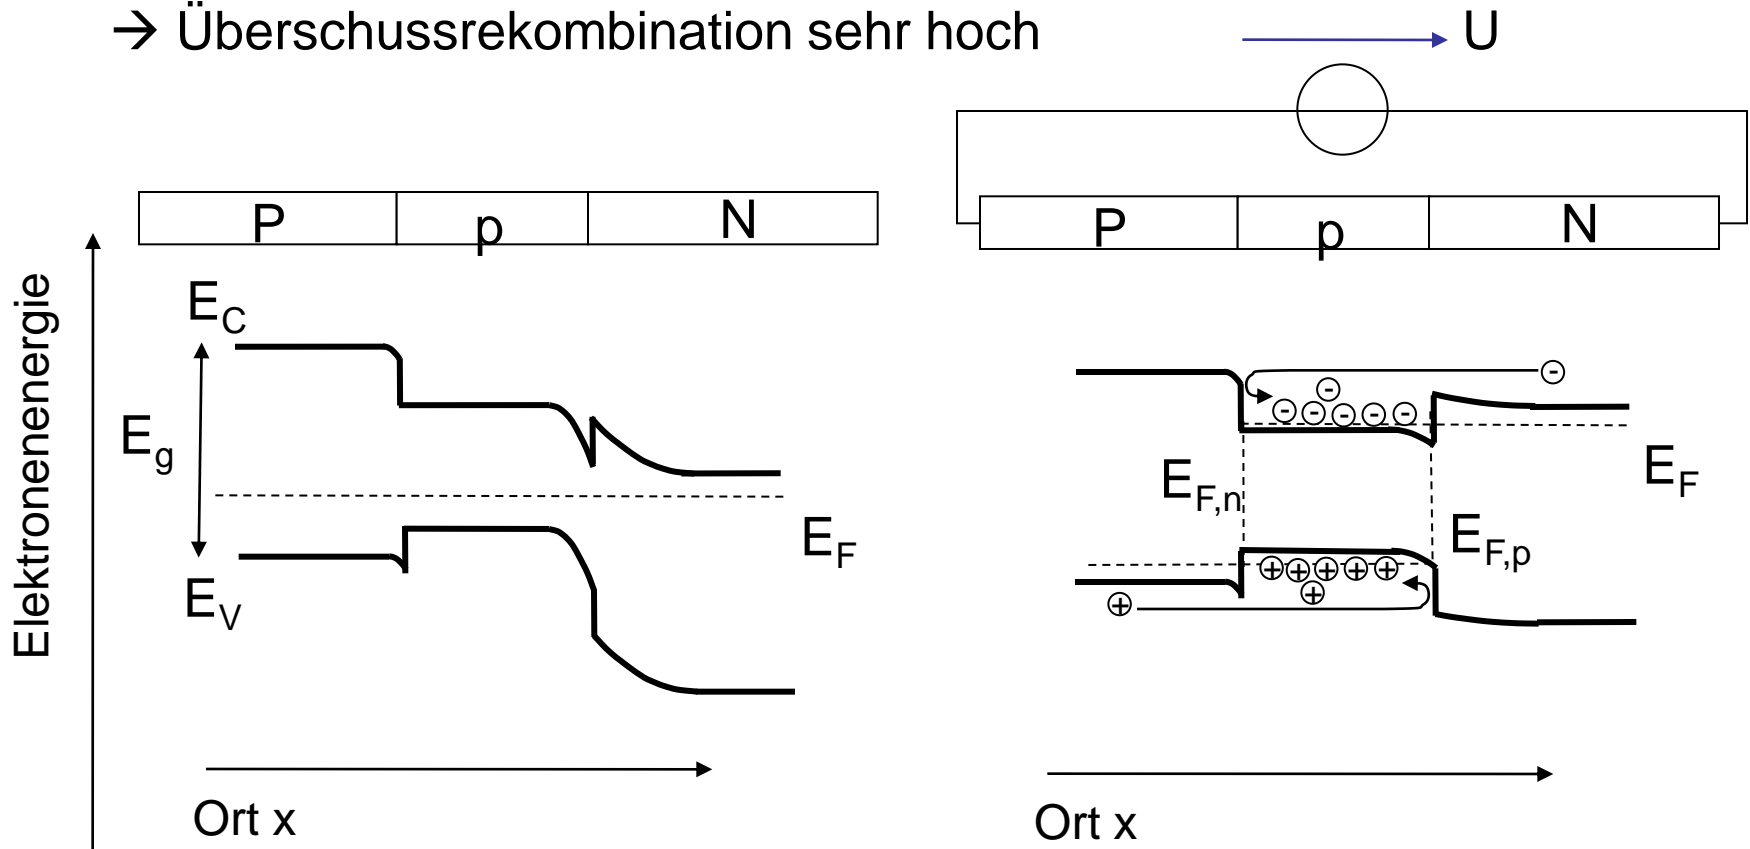 → Überschussrekombination sehr hoch
U
P p N
P p N
Elektronenenergie
E_C
E_g
E_V
E_F
Ort x
- - - - - - -
E_F,n
E_F
E_F,p
+ + + + + + +
Ort x